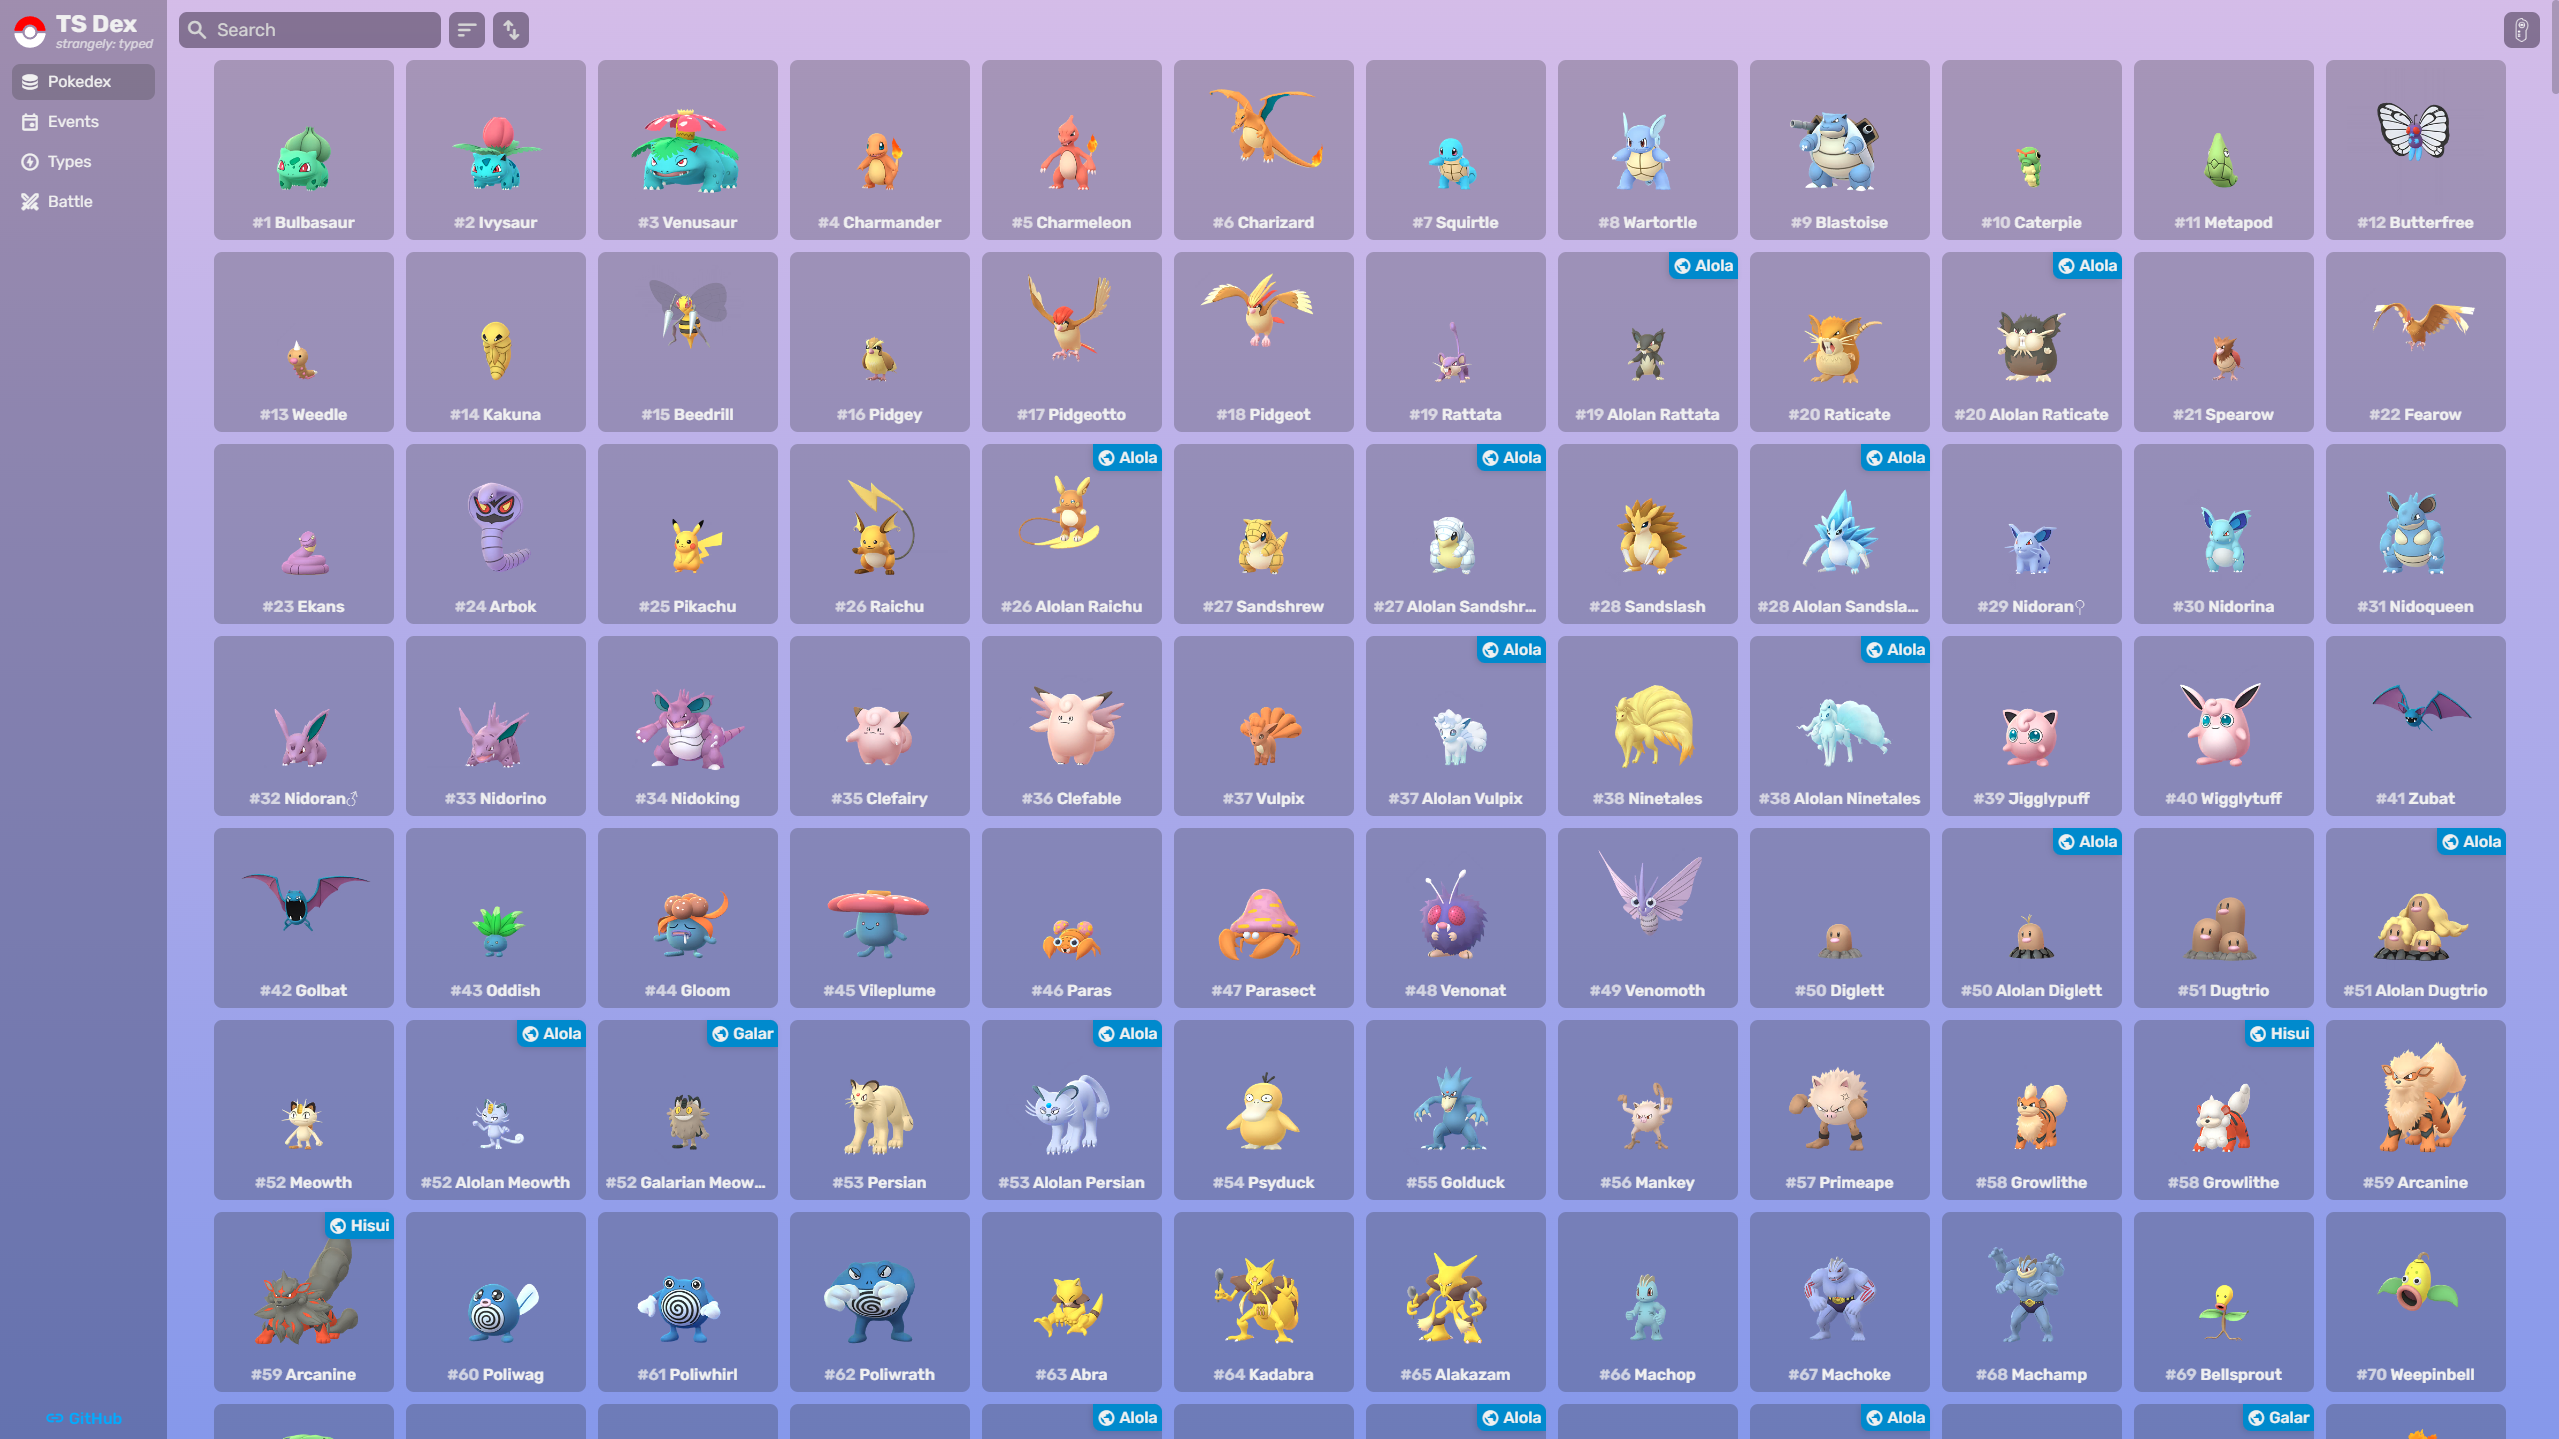 TS Dex
strangely: typed
Pokedex
Events
Types
Battle
GitHub
Search
#1 Bulbasaur
#2 Ivysaur
#3 Venusaur
#4 Charmander
#5 Charmeleon
#6 Charizard
#7 Squirtle
#8 Wartortle
#9 Blastoise
#10 Caterpie
#11 Metapod
#12 Butterfree
#13 Weedle
#14 Kakuna
#15 Beedrill
#16 Pidgey
#17 Pidgeotto
#18 Pidgeot
#19 Rattata
Alola
#19 Alolan Rattata
#20 Raticate
Alola
#20 Alolan Raticate
#21 Spearow
#22 Fearow
#23 Ekans
#24 Arbok
#25 Pikachu
#26 Raichu
Alola
#26 Alolan Raichu
#27 Sandshrew
Alola
#27 Alolan Sandshr...
#28 Sandslash
Alola
#28 Alolan Sandsla...
#29 Nidoran♀
#30 Nidorina
#31 Nidoqueen
#32 Nidoran♂
#33 Nidorino
#34 Nidoking
#35 Clefairy
#36 Clefable
#37 Vulpix
Alola
#37 Alolan Vulpix
#38 Ninetales
Alola
#38 Alolan Ninetales
#39 Jigglypuff
#40 Wigglytuff
#41 Zubat
#42 Golbat
#43 Oddish
#44 Gloom
#45 Vileplume
#46 Paras
#47 Parasect
#48 Venonat
#49 Venomoth
#50 Diglett
Alola
#50 Alolan Diglett
#51 Dugtrio
Alola
#51 Alolan Dugtrio
#52 Meowth
Alola
#52 Alolan Meowth
Galar
#52 Galarian Meow...
#53 Persian
Alola
#53 Alolan Persian
#54 Psyduck
#55 Golduck
#56 Mankey
#57 Primeape
#58 Growlithe
Hisui
#58 Growlithe
#59 Arcanine
Hisui
#59 Arcanine
#60 Poliwag
#61 Poliwhirl
#62 Poliwrath
#63 Abra
#64 Kadabra
#65 Alakazam
#66 Machop
#67 Machoke
#68 Machamp
#69 Bellsprout
#70 Weepinbell
Alola
Alola
Alola
Galar